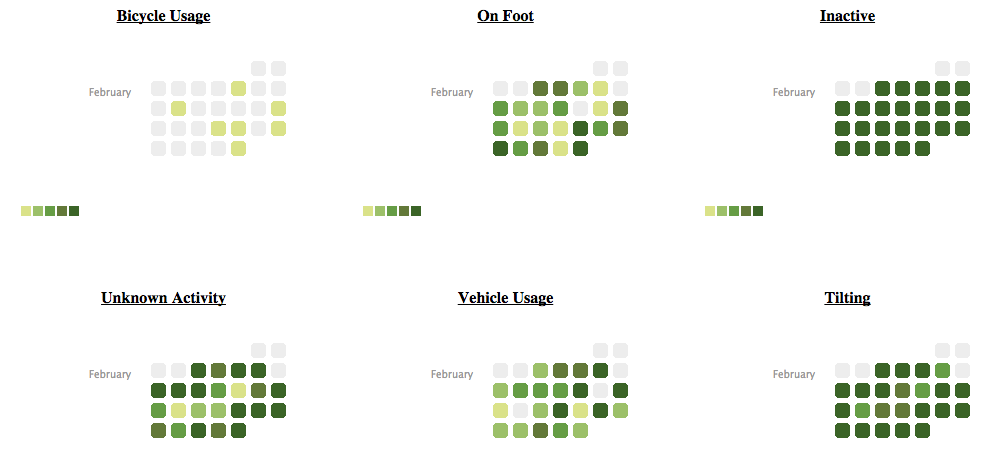 Bicycle Usage
On Foot
Inactive
February
February
February
Unknown Activity
Vehicle Usage
Tilting
February
February
February